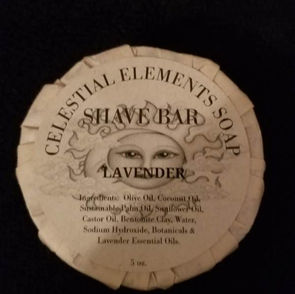 CELESTIAL ELEMENTS SOAP
SHAVE BAR
LAVENDER
Ingredients: Olive Oil, Coconut Oil,
Sustainable Palm Oil, Sunflower Oil,
Castor Oil, Bentonite Clay, Water,
Sodium Hydroxide, Botanicals &
Lavender Essential Oils.
5 oz.